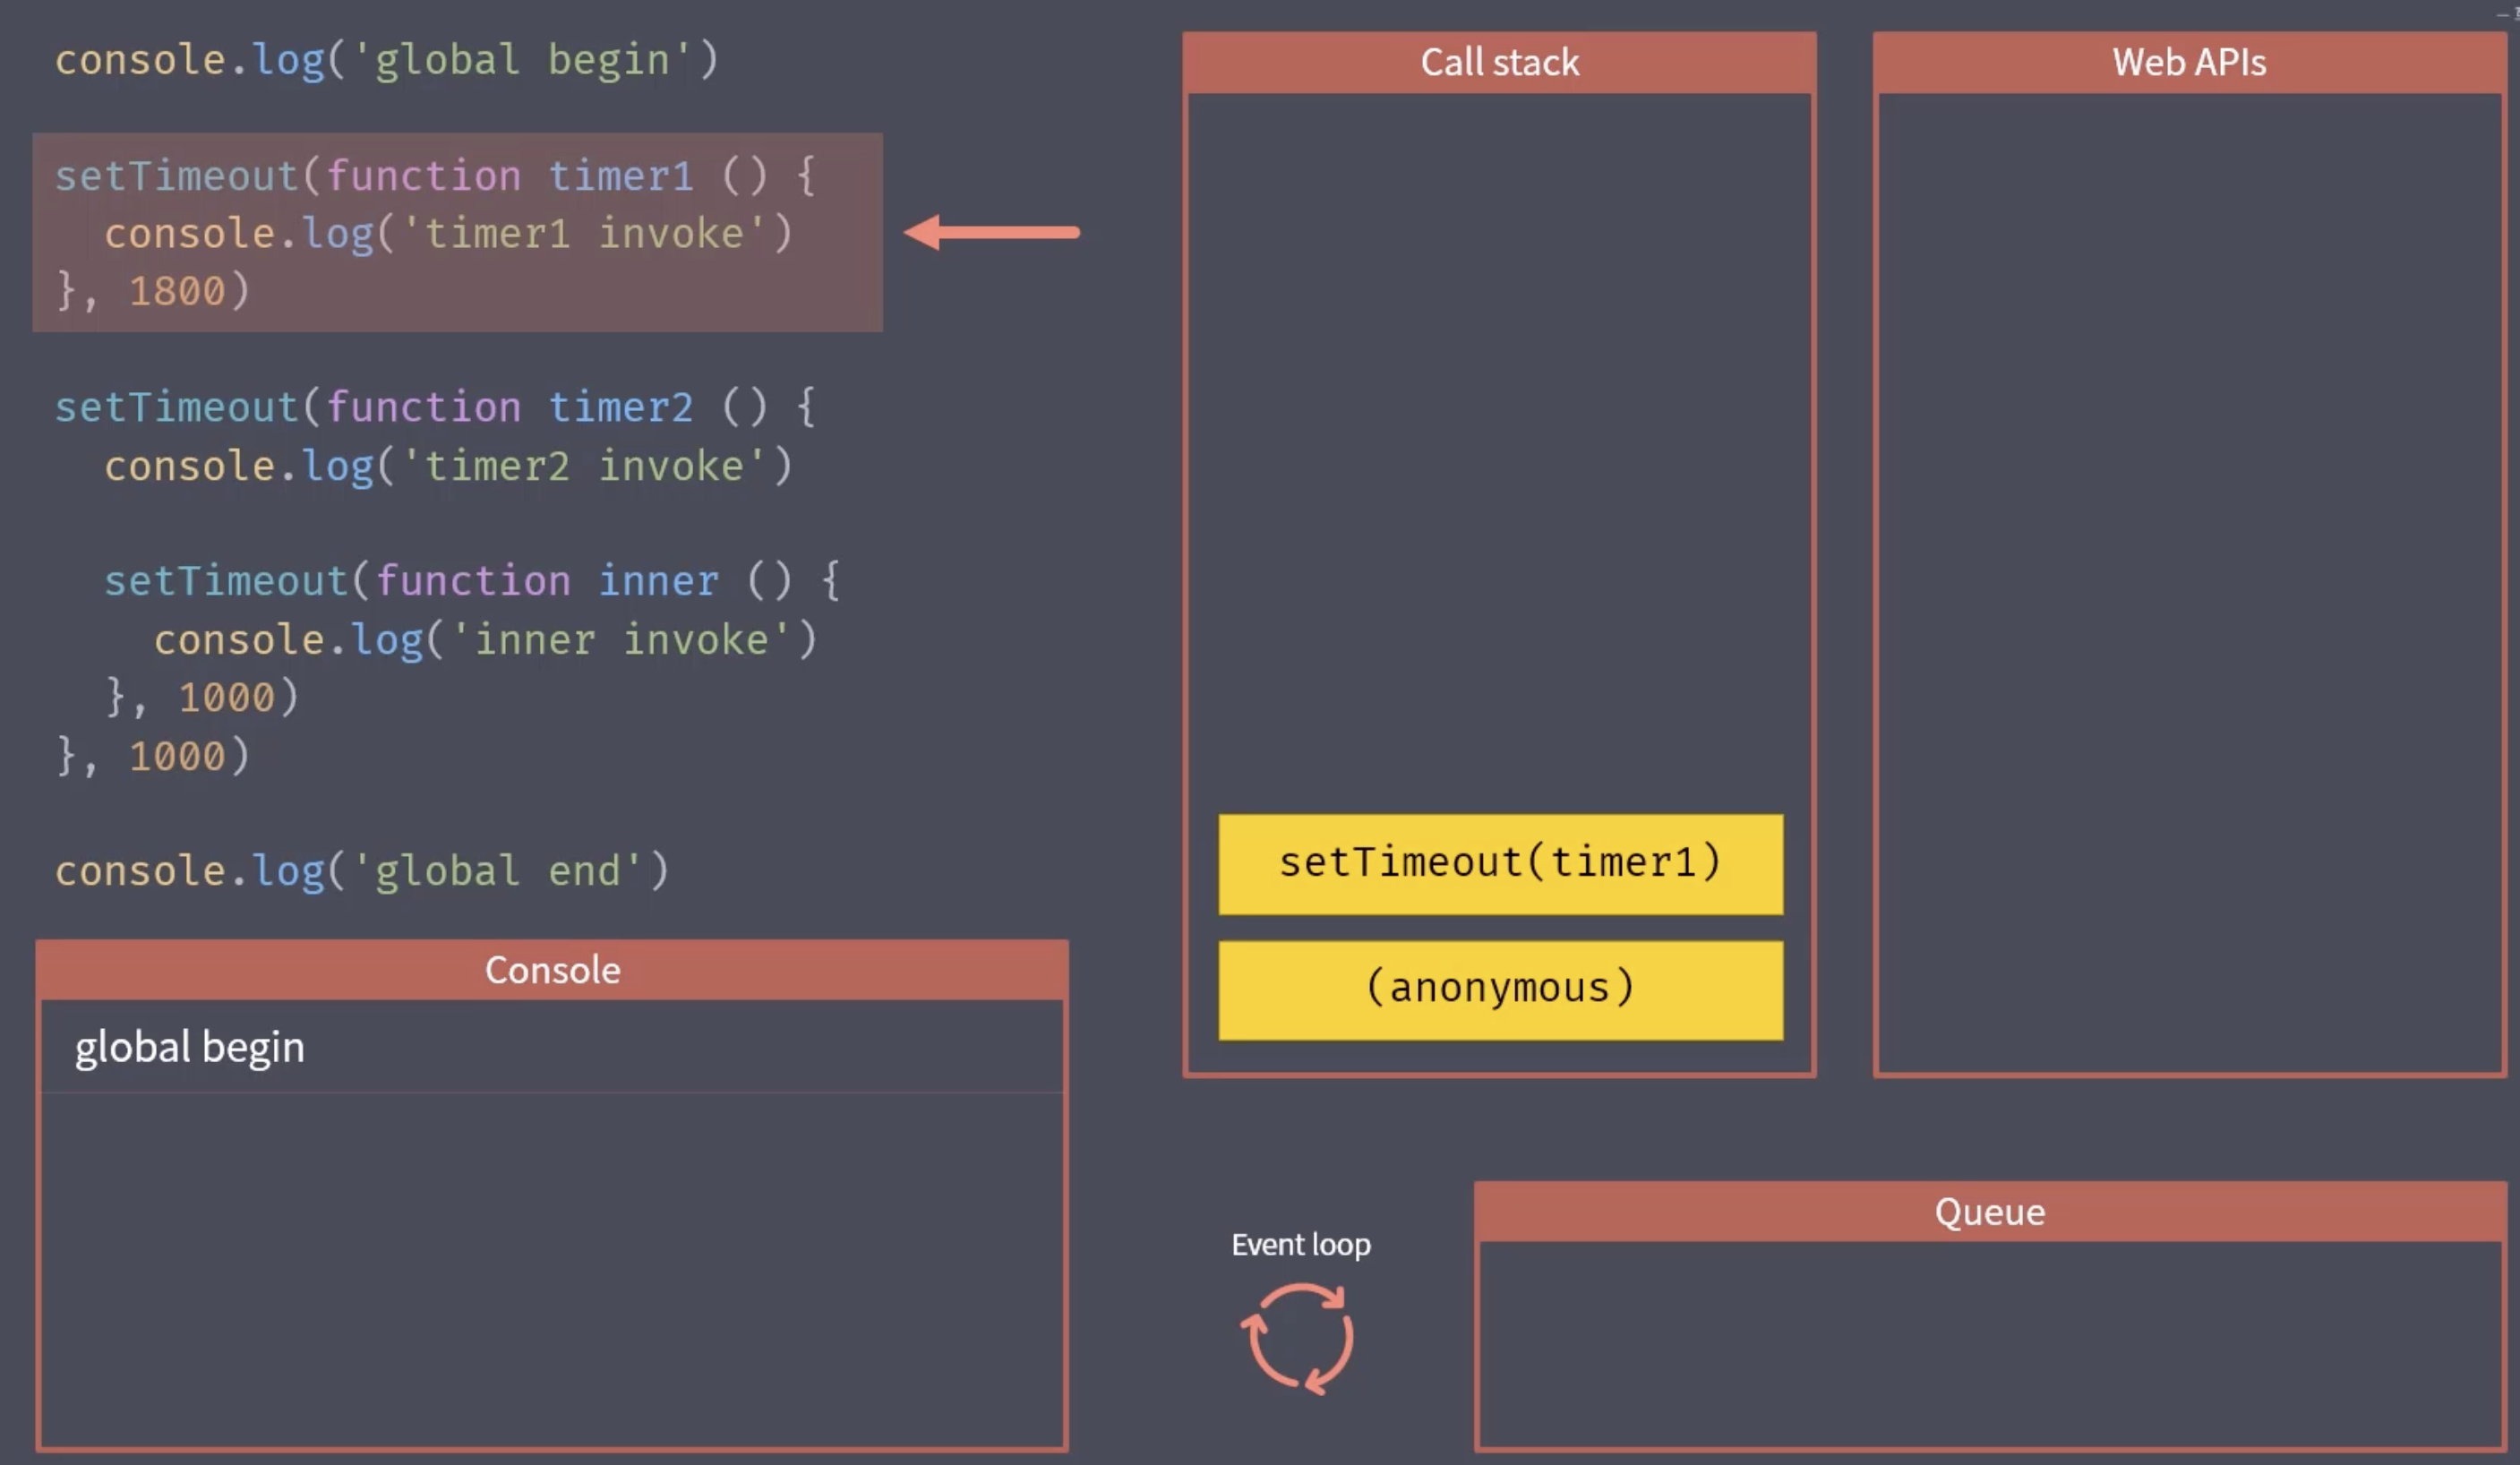 console.log('global begin')
setTimeout(function timer1 () {
console.log('timer1 invoke')
}, 1800)
setTimeout(function timer2 () {
console.log('timer2 invoke')
setTimeout(function inner () {
console.log('inner invoke')
}, 1000)
}, 1000)
console.log('global end')
Console
global begin
Call stack
setTimeout(timer1)
(anonymous)
Web APIs
Event loop
Queue